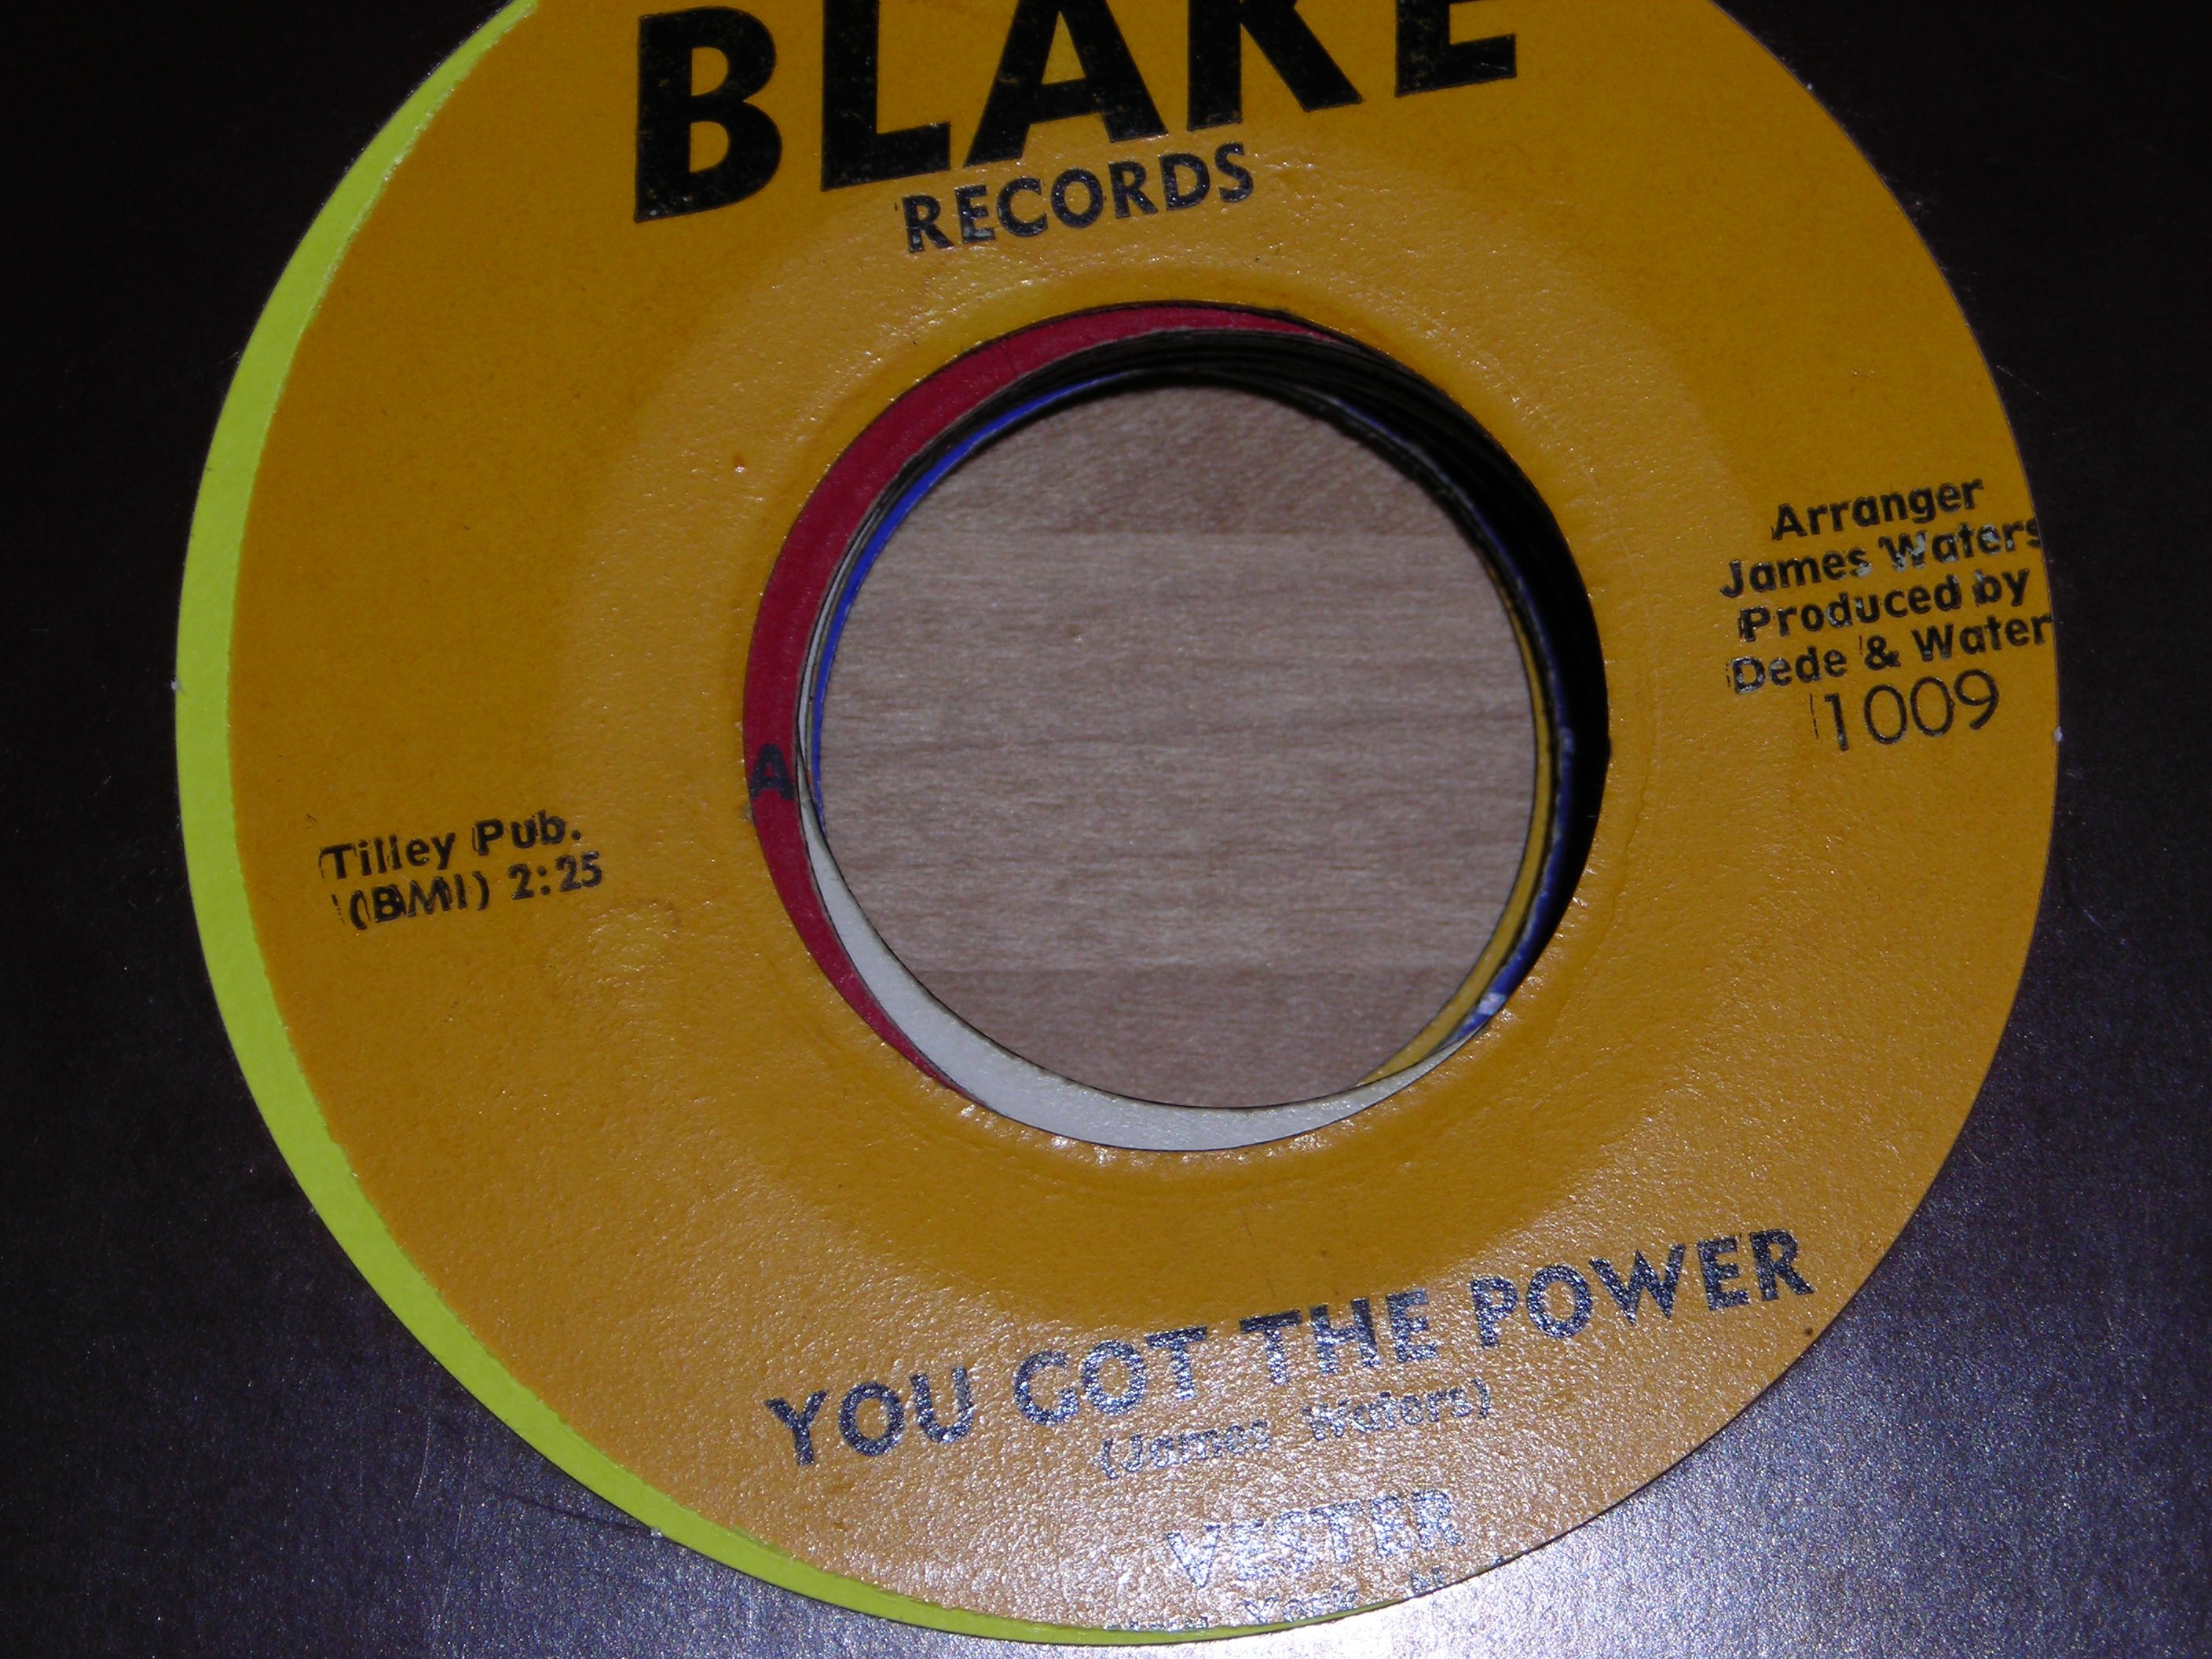 BLAKE
RECORDS
Arranger
James Waters
Produced by
Dede & Water
1009
A
Tilley Pub.
(BMI) 2:25
YOU GOT THE POWER
(James Waters)
VESTER